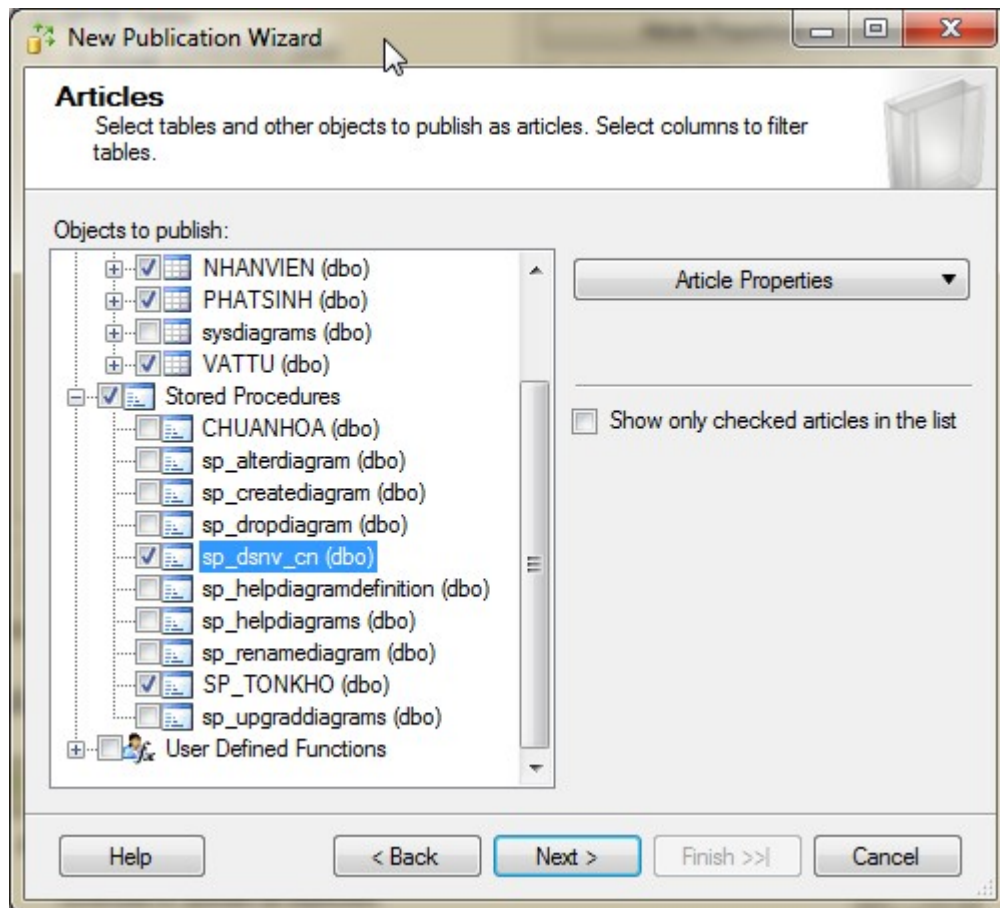 New Publication Wizard
Articles
Select tables and other objects to publish as articles. Select columns to filter
tables.
Objects to publish:
NHANVIEN (dbo)
PHATSINH (dbo)
sysdiagrams (dbo)
VATTU (dbo)
Stored Procedures
CHUANHOA (dbo)
sp_alterdiagram (dbo)
sp_creatediagram (dbo)
sp_dropdiagram (dbo)
sp_dsnv_cn (dbo)
sp_helpdiagramdefinition (dbo)
sp_helpdiagrams (dbo)
sp_renamediagram (dbo)
SP_TONKHO (dbo)
sp_upgraddiagrams (dbo)
User Defined Functions
Article Properties
Show only checked articles in the list
Help
< Back
Next >
Finish >>|
Cancel